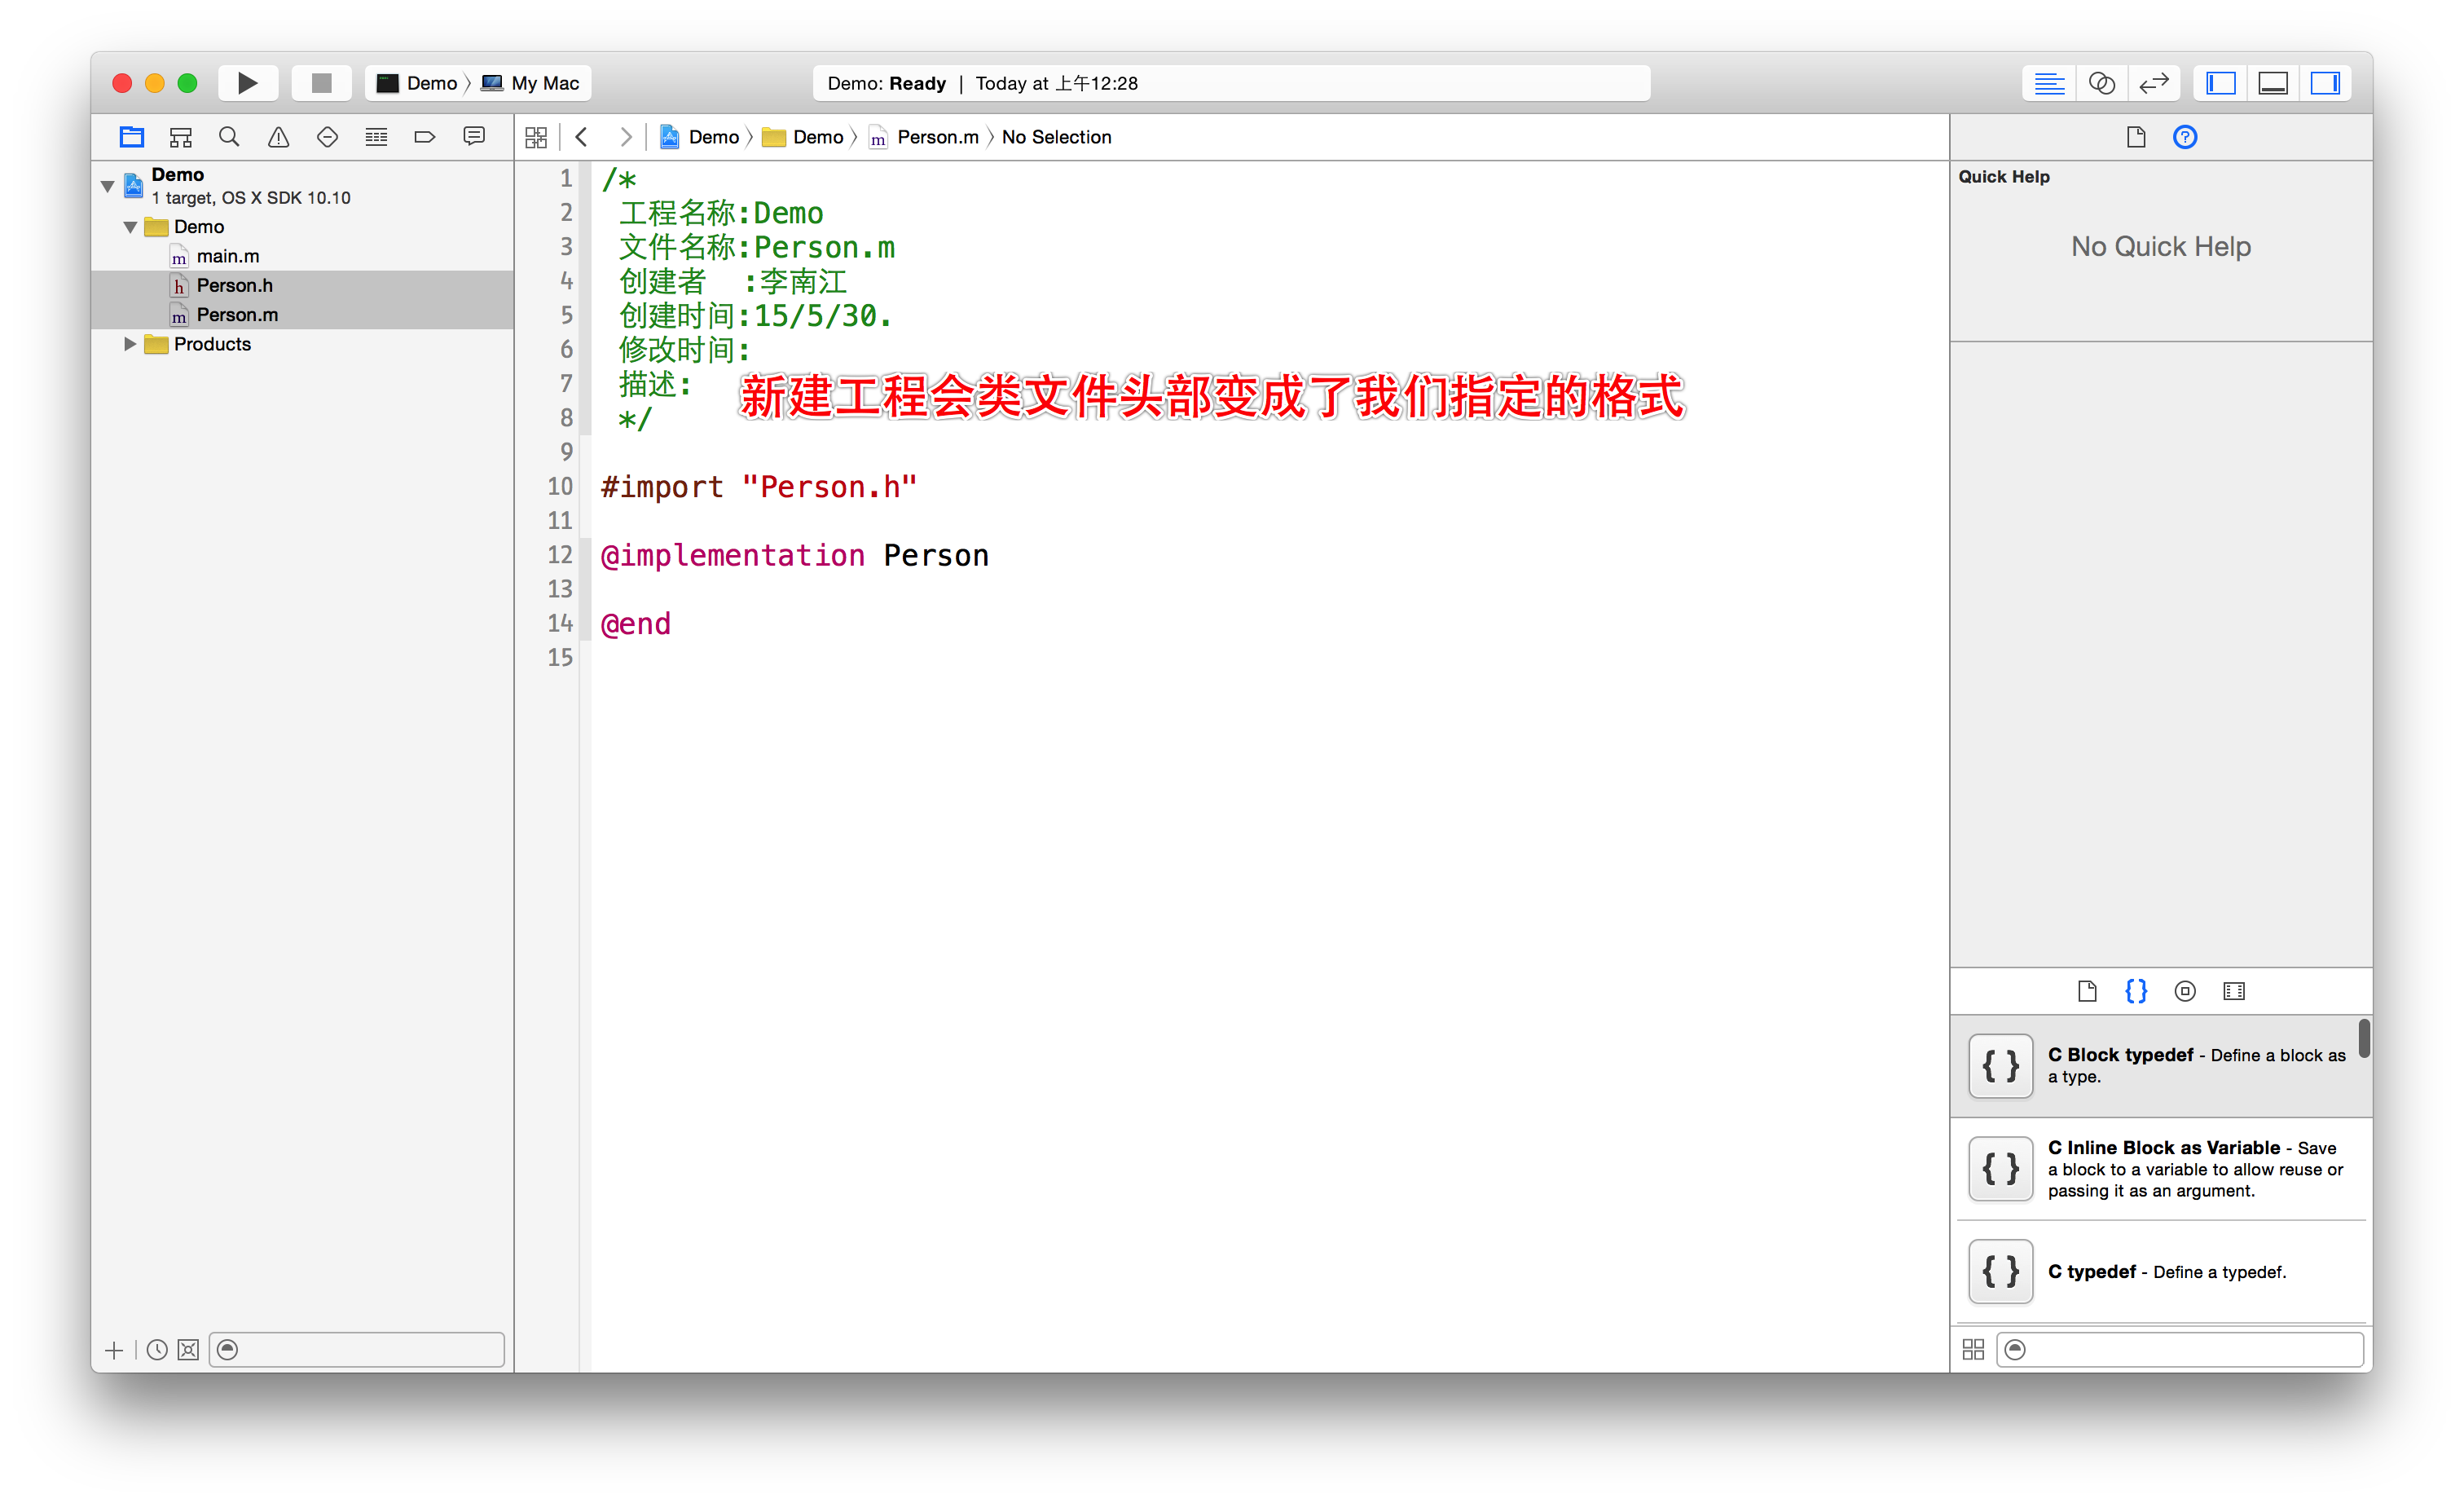 Demo 〉 My Mac
Demo: Ready | Today at 上午12:28
Demo 〉 Demo 〉 Person.m 〉 No Selection
Demo
1 target, OS X SDK 10.10
Demo
main.m
Person.h
Person.m
Products
1 /*
2 工程名称:Demo
3 文件名称:Person.m
4 创建者  :李南江
5 创建时间:15/5/30.
6 修改时间:
7 描述:
新建工程会类文件头部变成了我们指定的格式
8 */
9
10 #import "Person.h"
11
12 @implementation Person
13
14 @end
15
Quick Help
No Quick Help
C Block typedef - Define a block as
a type.
C Inline Block as Variable - Save
a block to a variable to allow reuse or
passing it as an argument.
C typedef - Define a typedef.